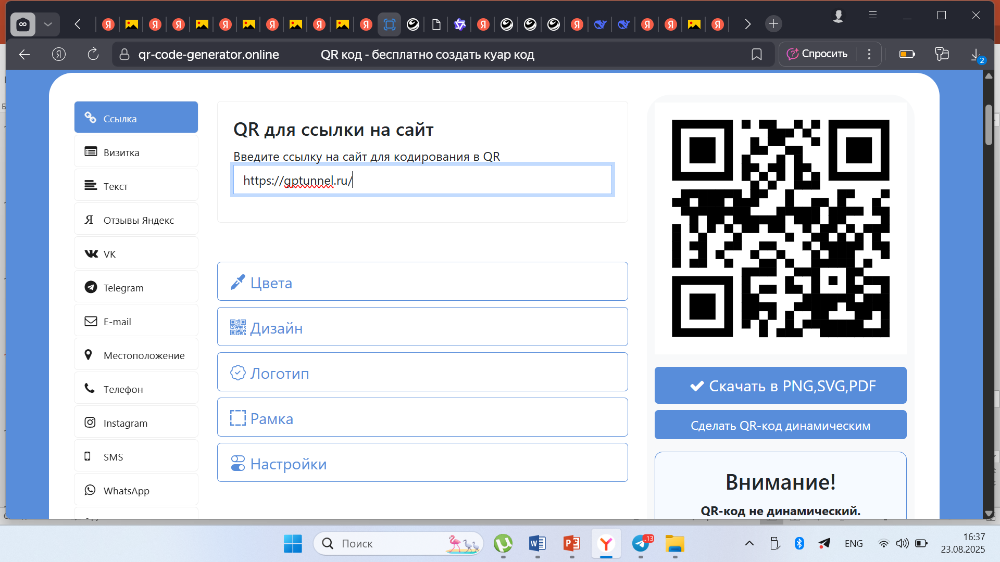 qr-code-generator.online
QR код - бесплатно создать куар код
Спросить
2
Ссылка
Визитка
Текст
Отзывы Яндекс
VK
Telegram
E-mail
Местоположение
Телефон
Instagram
SMS
WhatsApp
QR для ссылки на сайт
Введите ссылку на сайт для кодирования в QR
https://gptunnel.ru/
Цвета
Дизайн
Логотип
Рамка
Настройки
Скачать в PNG,SVG,PDF
Сделать QR-код динамическим
Внимание!
QR-код не динамический.
Поиск
..13
ENG
16:37
23.08.2025